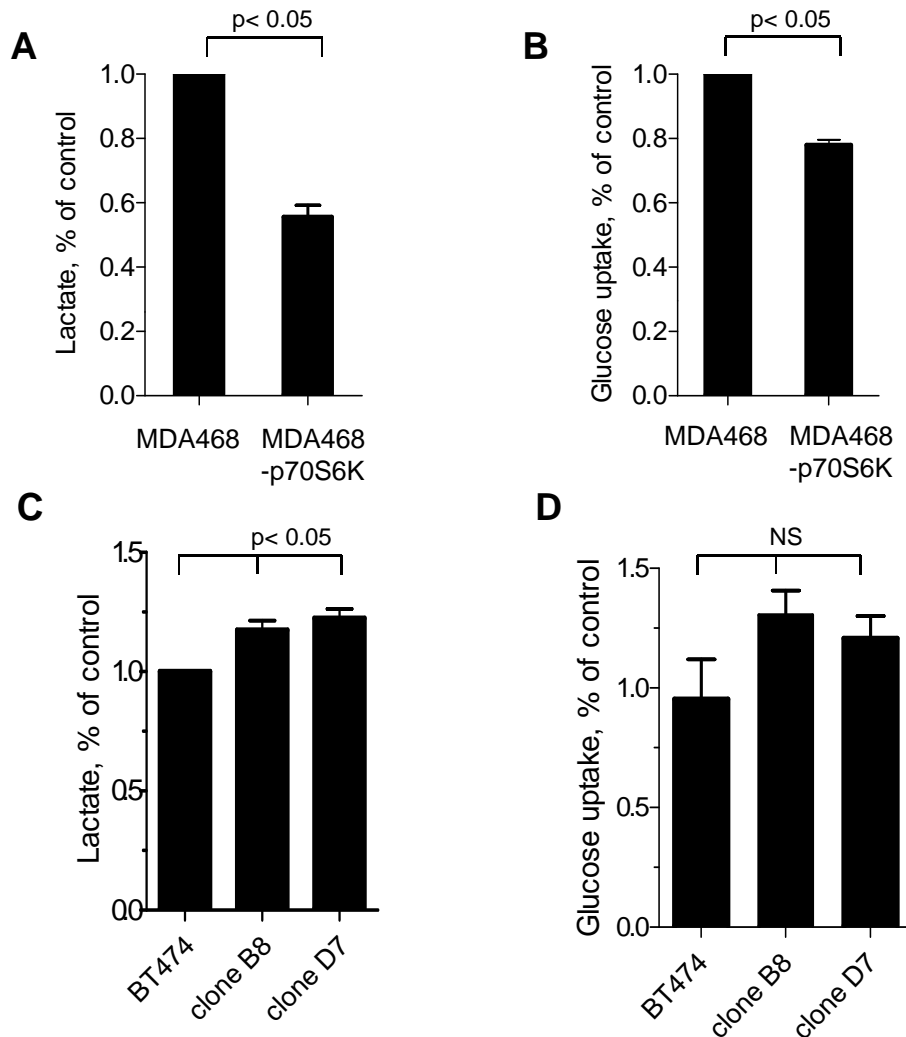 A
p< 0.05
Lactate, % of control
1.0
0.8
0.6
0.4
0.2
0.0
MDA468
MDA468
-p70S6K
B
p< 0.05
Glucose uptake, % of control
1.0
0.8
0.6
0.4
0.2
0.0
MDA468
MDA468
-p70S6K
C
p< 0.05
Lactate, % of control
1.5
1.0
0.5
0.0
BT474
clone B8
clone D7
D
NS
Glucose uptake, % of control
1.5
1.0
0.5
0.0
BT474
clone B8
clone D7